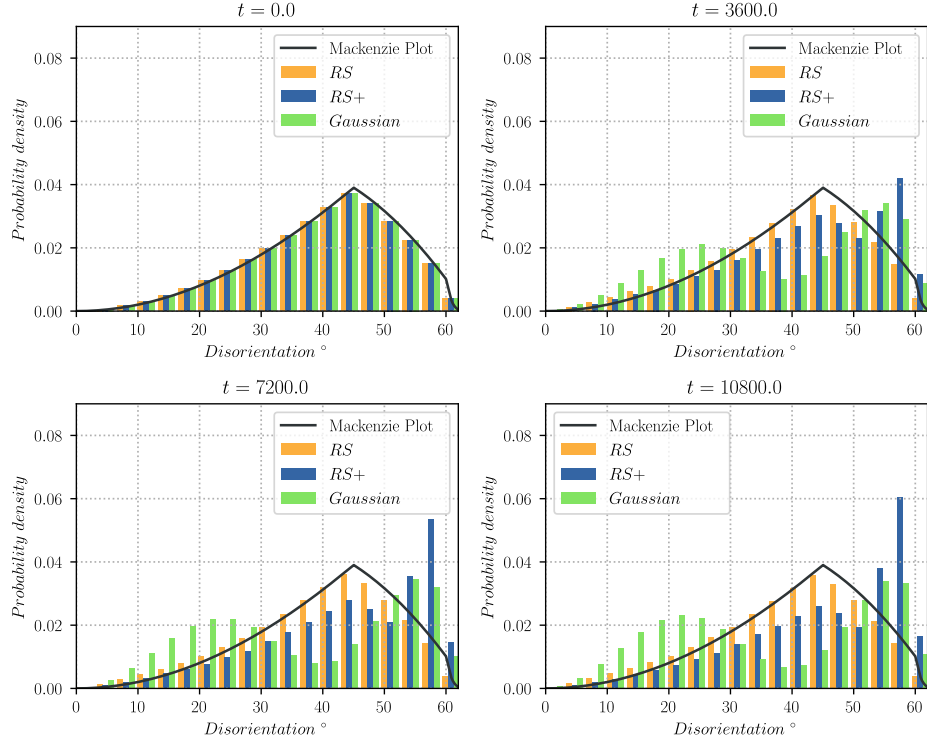 t = 0.0
Probability density
0.08
0.06
0.04
0.02
0.00
Mackenzie Plot
RS
RS+
Gaussian
0 10 20 30 40 50 60
Disorientation °
t = 3600.0
Probability density
0.08
0.06
0.04
0.02
0.00
Mackenzie Plot
RS
RS+
Gaussian
0 10 20 30 40 50 60
Disorientation °
t = 7200.0
Probability density
0.08
0.06
0.04
0.02
0.00
Mackenzie Plot
RS
RS+
Gaussian
0 10 20 30 40 50 60
Disorientation °
t = 10800.0
Probability density
0.08
0.06
0.04
0.02
0.00
Mackenzie Plot
RS
RS+
Gaussian
0 10 20 30 40 50 60
Disorientation °